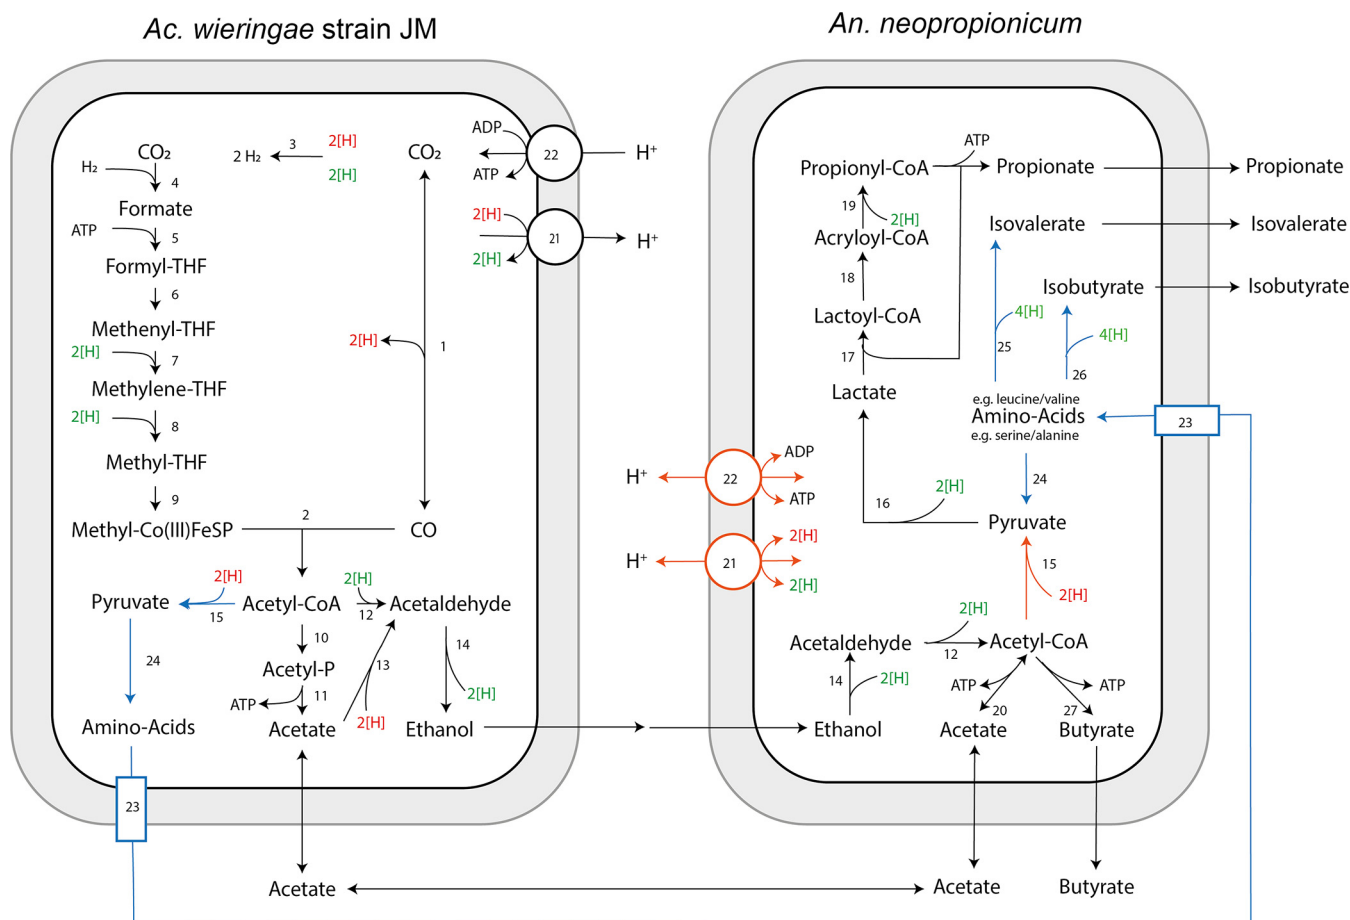 Ac. wieringae strain JM
An. neopropionicum
CO₂
H₂
4
Formate
ATP
5
Formyl-THF
6
Methenyl-THF
2[H]
7
Methylene-THF
2[H]
8
Methyl-THF
9
Methyl-Co(III)FeSP
2
CO
2 H₂
3
2[H]
2[H]
CO₂
2[H]
1
ADP
ATP
22
H⁺
2[H]
2[H]
21
H⁺
Pyruvate
2[H]
15
Acetyl-CoA
2[H]
12
Acetaldehyde
24
10
Acetyl-P
ATP
11
13
2[H]
14
2[H]
Amino-Acids
Acetate
Ethanol
23
Acetate
Propionyl-CoA
ATP
Propionate
Propionate
19
2[H]
Acryloyl-CoA
Isovalerate
Isovalerate
18
Isobutyrate
Isobutyrate
Lactoyl-CoA
4[H]
25
4[H]
26
17
Lactate
e.g. leucine/valine
Amino-Acids
e.g. serine/alanine
23
24
H⁺
22
ADP
ATP
16
2[H]
Pyruvate
H⁺
21
2[H]
2[H]
15
2[H]
Acetaldehyde
2[H]
12
Acetyl-CoA
14
2[H]
ATP
20
ATP
27
Ethanol
Acetate
Butyrate
Acetate
Butyrate